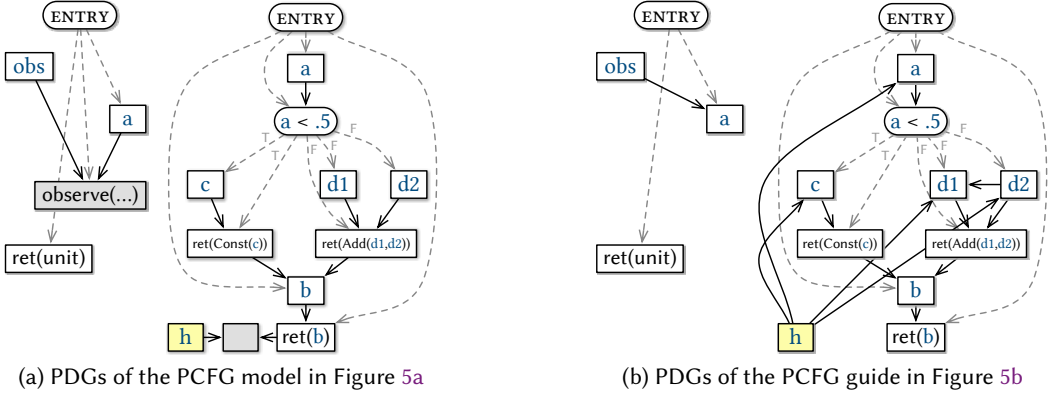 ENTRY
obs
a
observe(...)
ret(unit)
ENTRY
a
a < .5
T
T
F
F
F
c
d1
d2
ret(Const(c))
ret(Add(d1,d2))
b
h
ret(b)
(a) PDGs of the PCFG model in Figure 5a
ENTRY
obs
a
ret(unit)
ENTRY
a
a < .5
T
T
F
F
F
c
d1
d2
ret(Const(c))
ret(Add(d1,d2))
b
h
ret(b)
(b) PDGs of the PCFG guide in Figure 5b